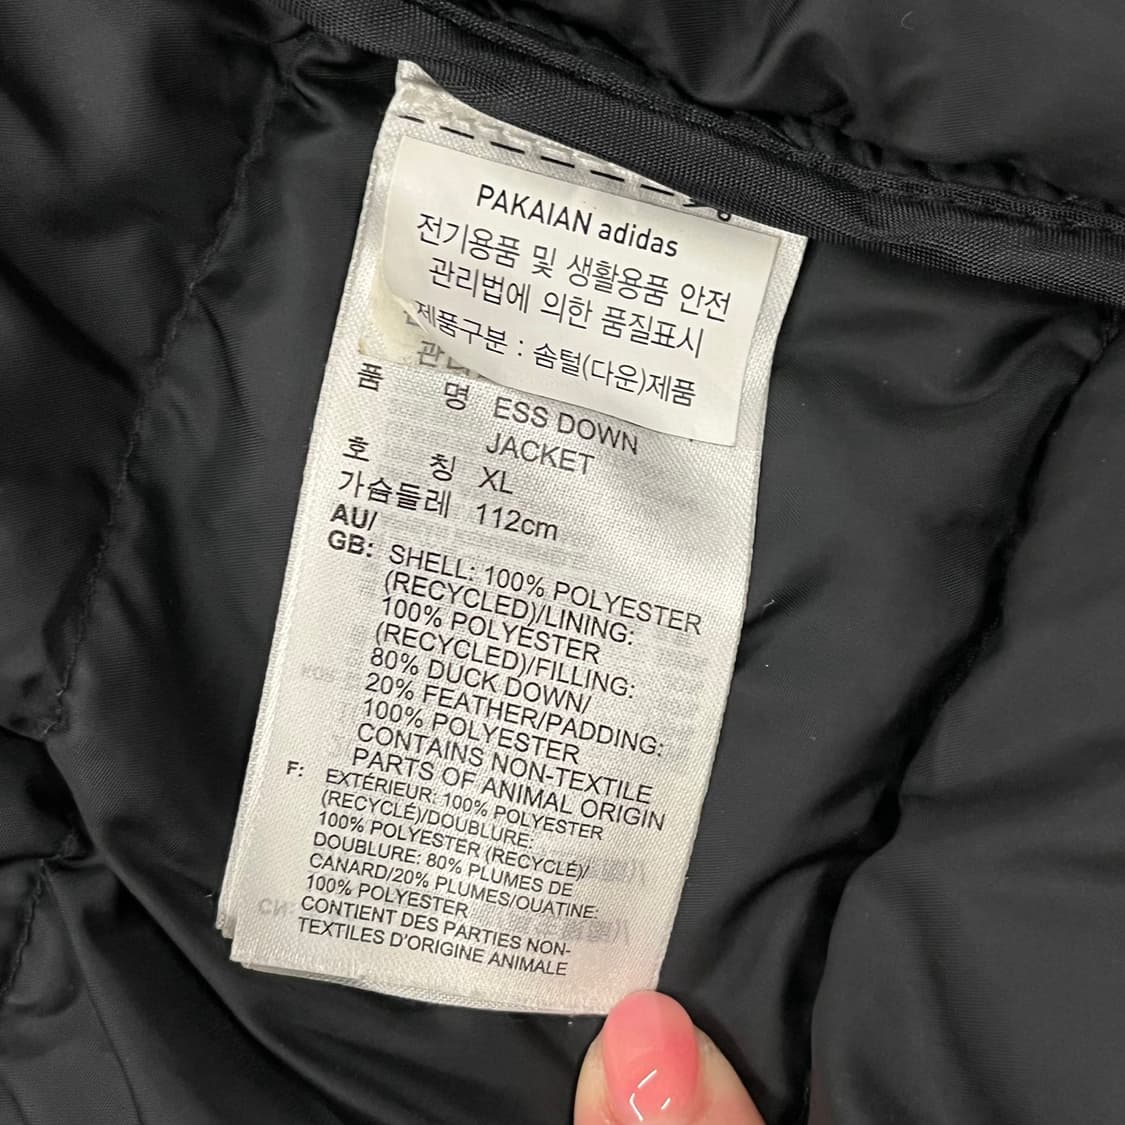 PAKAIAN adidas
전기용품 및 생활용품 안전
관리법에 의한 품질표시
제품구분 : 솜털(다운)제품
품 명 ESS DOWN
JACKET
호 칭 XL
가슴둘레 112cm
AU/
GB: SHELL: 100% POLYESTER
(RECYCLED)/LINING:
100% POLYESTER
(RECYCLED)/FILLING:
80% DUCK DOWN/
20% FEATHER/PADDING:
100% POLYESTER
CONTAINS NON-TEXTILE
PARTS OF ANIMAL ORIGIN
F: EXTÉRIEUR: 100% POLYESTER
(RECYCLÉ)/DOUBLURE:
100% POLYESTER (RECYCLÉ)/
DOUBLURE: 80% PLUMES DE
CANARD/20% PLUMES/OUATINE:
100% POLYESTER
CONTIENT DES PARTIES NON-
TEXTILES D'ORIGINE ANIMALE